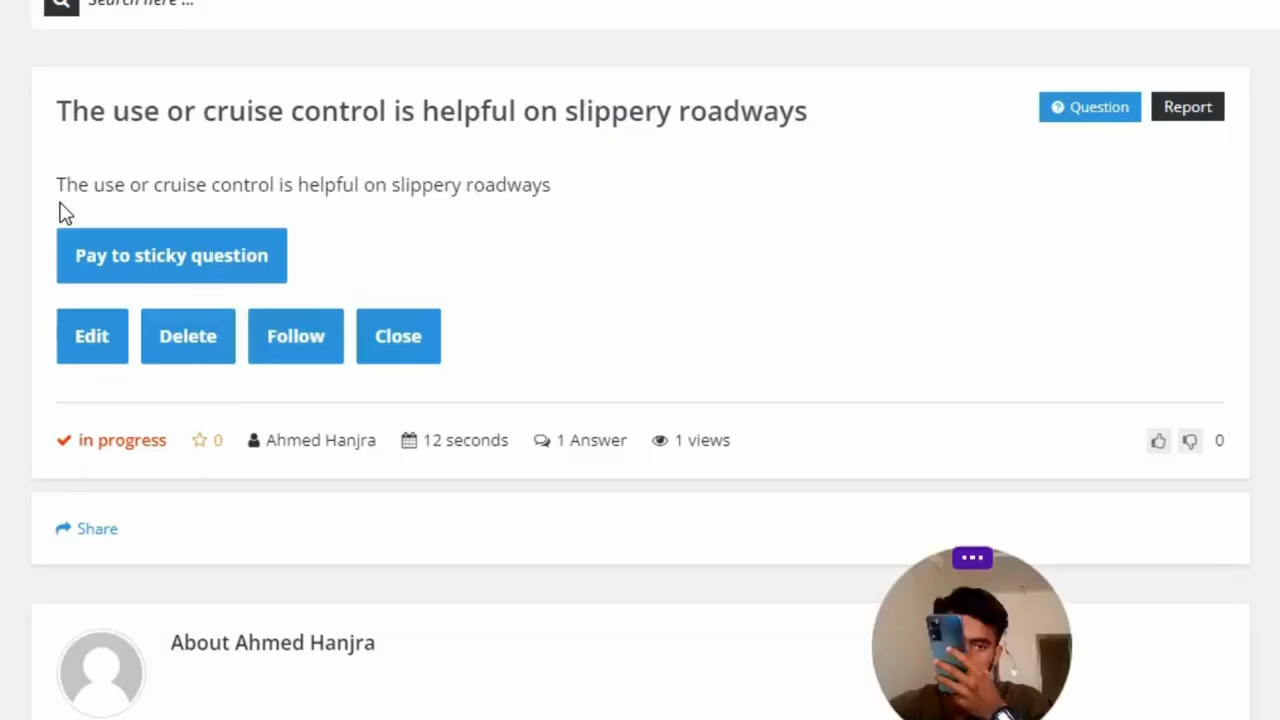 Search here ...
The use or cruise control is helpful on slippery roadways
Question
Report
The use or cruise control is helpful on slippery roadways
Pay to sticky question
Edit
Delete
Follow
Close
in progress
0
Ahmed Hanjra
12 seconds
1 Answer
1 views
0
Share
About Ahmed Hanjra